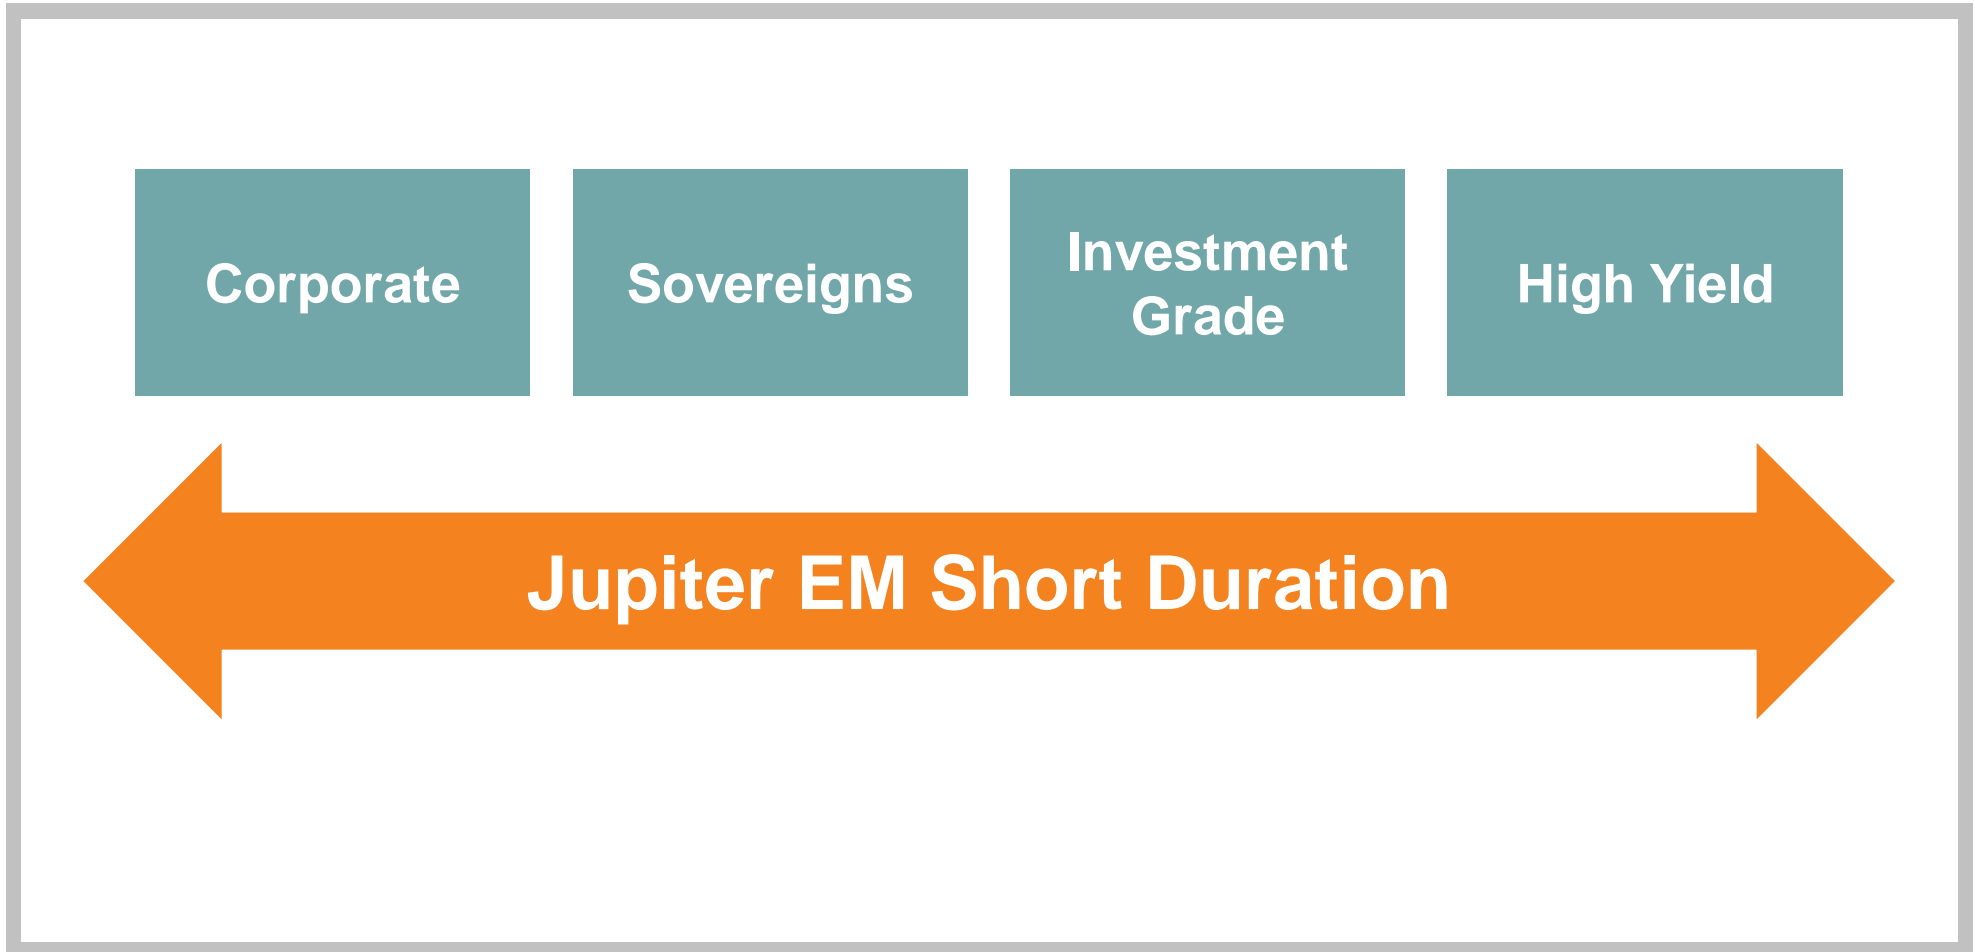 Corporate
Sovereigns
Investment
Grade
High Yield
Jupiter EM Short Duration